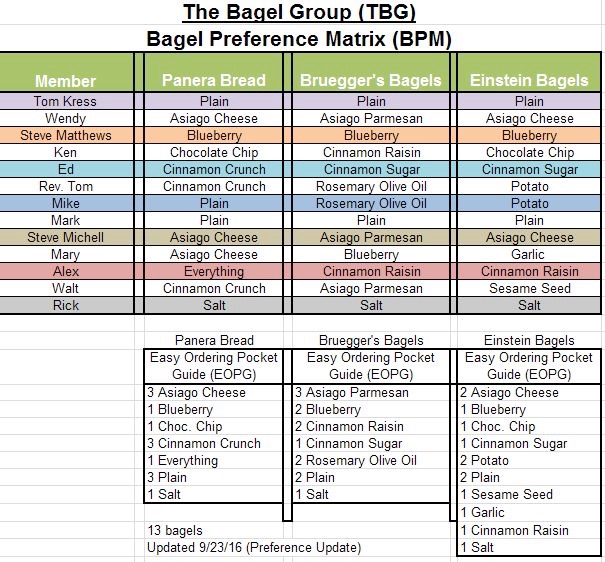 The Bagel Group (TBG)
Bagel Preference Matrix (BPM)
Member Panera Bread Bruegger's Bagels Einstein Bagels
Tom Kress Plain Plain Plain
Wendy Asiago Cheese Asiago Parmesan Asiago Cheese
Steve Matthews Blueberry Blueberry Blueberry
Ken Chocolate Chip Cinnamon Raisin Chocolate Chip
Ed Cinnamon Crunch Cinnamon Sugar Cinnamon Sugar
Rev. Tom Cinnamon Crunch Rosemary Olive Oil Potato
Mike Plain Rosemary Olive Oil Potato
Mark Plain Plain Plain
Steve Michell Asiago Cheese Asiago Parmesan Asiago Cheese
Mary Asiago Cheese Blueberry Garlic
Alex Everything Cinnamon Raisin Cinnamon Raisin
Walt Cinnamon Crunch Asiago Parmesan Sesame Seed
Rick Salt Salt Salt
Panera Bread Bruegger's Bagels Einstein Bagels
Easy Ordering Pocket Easy Ordering Pocket Easy Ordering Pocket
Guide (EOPG) Guide (EOPG) Guide (EOPG)
3 Asiago Cheese 3 Asiago Parmesan 2 Asiago Cheese
1 Blueberry 2 Blueberry 1 Blueberry
1 Choc. Chip 2 Cinnamon Raisin 1 Choc. Chip
3 Cinnamon Crunch 1 Cinnamon Sugar 1 Cinnamon Sugar
1 Everything 2 Rosemary Olive Oil 2 Potato
3 Plain 2 Plain 2 Plain
1 Salt 1 Salt 1 Sesame Seed
1 Garlic
13 bagels 1 Cinnamon Raisin
Updated 9/23/16 (Preference Update) 1 Salt